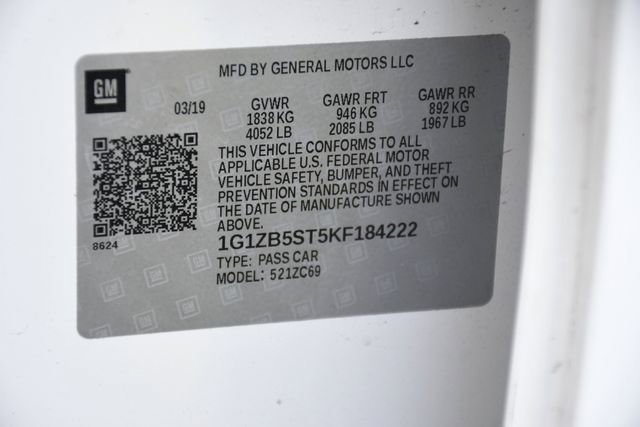 MFD BY GENERAL MOTORS LLC
GM
03/19
GVWR GAWR FRT GAWR RR
1838 KG 946 KG 892 KG
4052 LB 2085 LB 1967 LB
THIS VEHICLE CONFORMS TO ALL
APPLICABLE U.S. FEDERAL MOTOR
VEHICLE SAFETY, BUMPER, AND THEFT
PREVENTION STANDARDS IN EFFECT ON
THE DATE OF MANUFACTURE SHOWN
ABOVE.
8624
1G1ZB5ST5KF184222
TYPE: PASS CAR
MODEL: 521ZC69